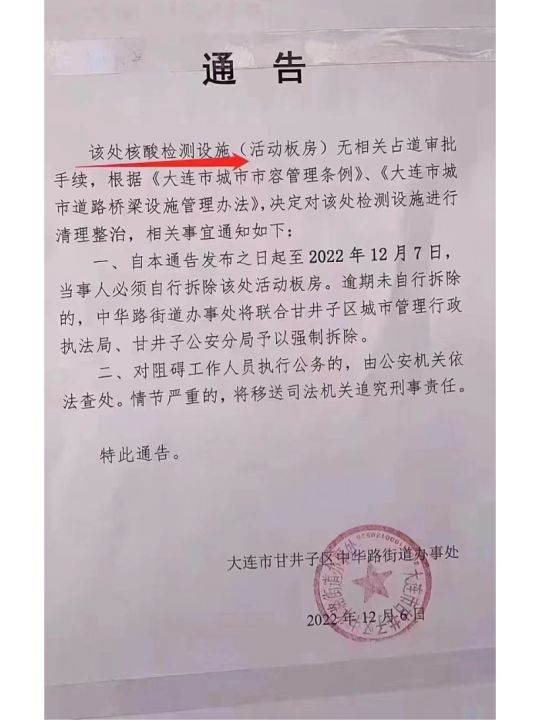 通 告
该处核酸检测设施（活动板房）无相关占道审批
手续，根据《大连市城市市容管理条例》、《大连市城
市道路桥梁设施管理办法》，决定对该处检测设施进行
清理整治，相关事宜通知如下：
一、自本通告发布之日起至 2022 年 12 月 7 日，
当事人必须自行拆除该处活动板房。逾期未自行拆除
的，中华路街道办事处将联合甘井子区城市管理行政
执法局、甘井子公安分局予以强制拆除。
二、对阻碍工作人员执行公务的，由公安机关依
法查处。情节严重的，将移送司法机关追究刑事责任。
特此通告。
大连市甘井子区中华路街道办事处
2022 年 12 月 6 日